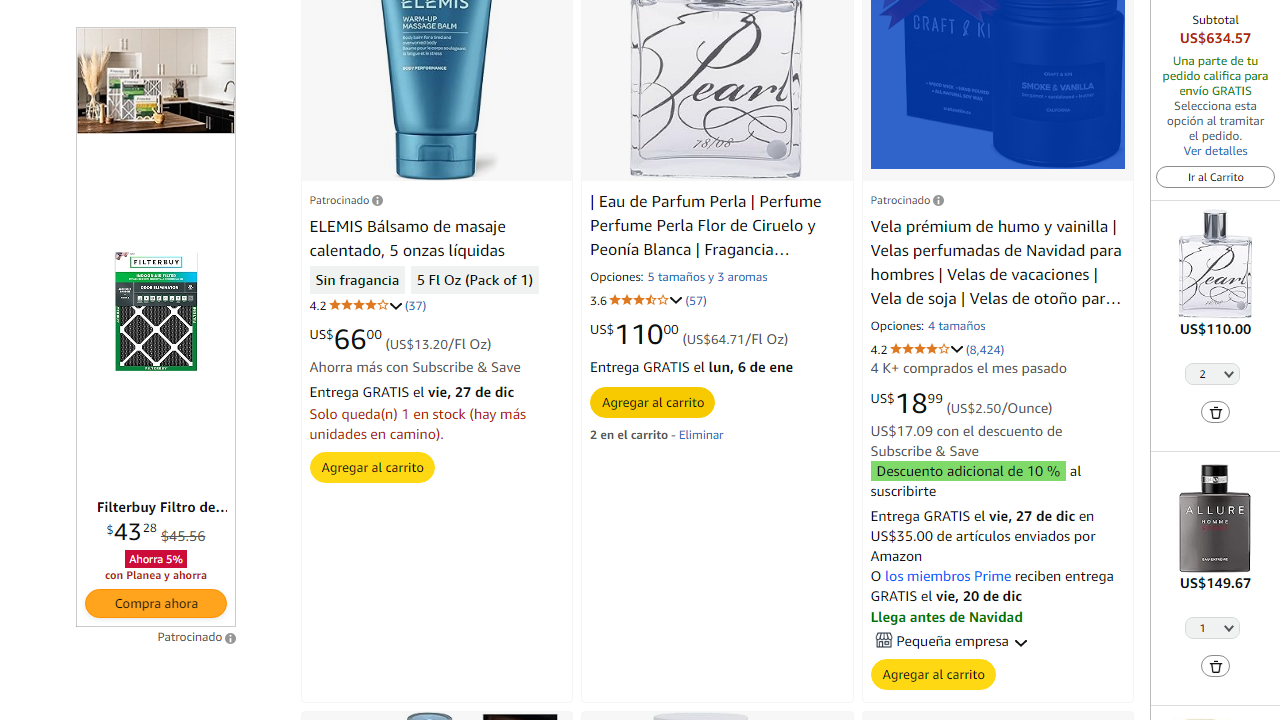 FILTERBUY
INDOOR AIR FILTER
ODOR ELIMINATOR
FILTERBUY
Filterbuy Filtro de...
$43 28 $45.56
Ahorra 5%
con Planea y ahorra
Compra ahora
Patrocinado
ELEMIS
WARM-UP
MASSAGE BALM
BODY PERFORMANCE
Patrocinado
ELEMIS Bálsamo de masaje
calentado, 5 onzas líquidas
Sin fragancia 5 Fl Oz (Pack of 1)
4.2 (37)
US$66 00 (US$13.20/Fl Oz)
Ahorra más con Subscribe & Save
Entrega GRATIS el vie, 27 de dic
Solo queda(n) 1 en stock (hay más
unidades en camino).
Agregar al carrito
Pearl
78/08
| Eau de Parfum Perla | Perfume
Perfume Perla Flor de Ciruelo y
Peonía Blanca | Fragancia...
Opciones: 5 tamaños y 3 aromas
3.6 (57)
US$110 00 (US$64.71/Fl Oz)
Entrega GRATIS el lun, 6 de ene
Agregar al carrito
2 en el carrito - Eliminar
CRAFT & KI
SMOKE & VANILLA
CALIFORNIA
Patrocinado
Vela prémium de humo y vainilla |
Velas perfumadas de Navidad para
hombres | Velas de vacaciones |
Vela de soja | Velas de otoño par...
Opciones: 4 tamaños
4.2 (8,424)
4 K+ comprados el mes pasado
US$18 99 (US$2.50/Ounce)
US$17.09 con el descuento de
Subscribe & Save
Descuento adicional de 10 % al
suscribirte
Entrega GRATIS el vie, 27 de dic en
US$35.00 de artículos enviados por
Amazon
O los miembros Prime reciben entrega
GRATIS el vie, 20 de dic
Llega antes de Navidad
Pequeña empresa
Agregar al carrito
Subtotal
US$634.57
Una parte de tu
pedido califica para
envío GRATIS
Selecciona esta
opción al tramitar
el pedido.
Ver detalles
Ir al Carrito
Pearl
US$110.00
2
ALLURE
HOMME
US$149.67
1